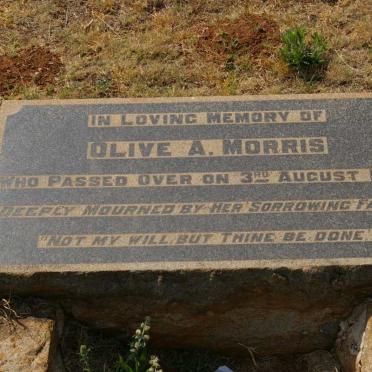 IN LOVING MEMORY OF
OLIVE A. MORRIS
WHO PASSED OVER ON 3RD AUGUST
DEEPLY MOURNED BY HER SORROWING
"NOT MY WILL, BUT THINE BE DONE"